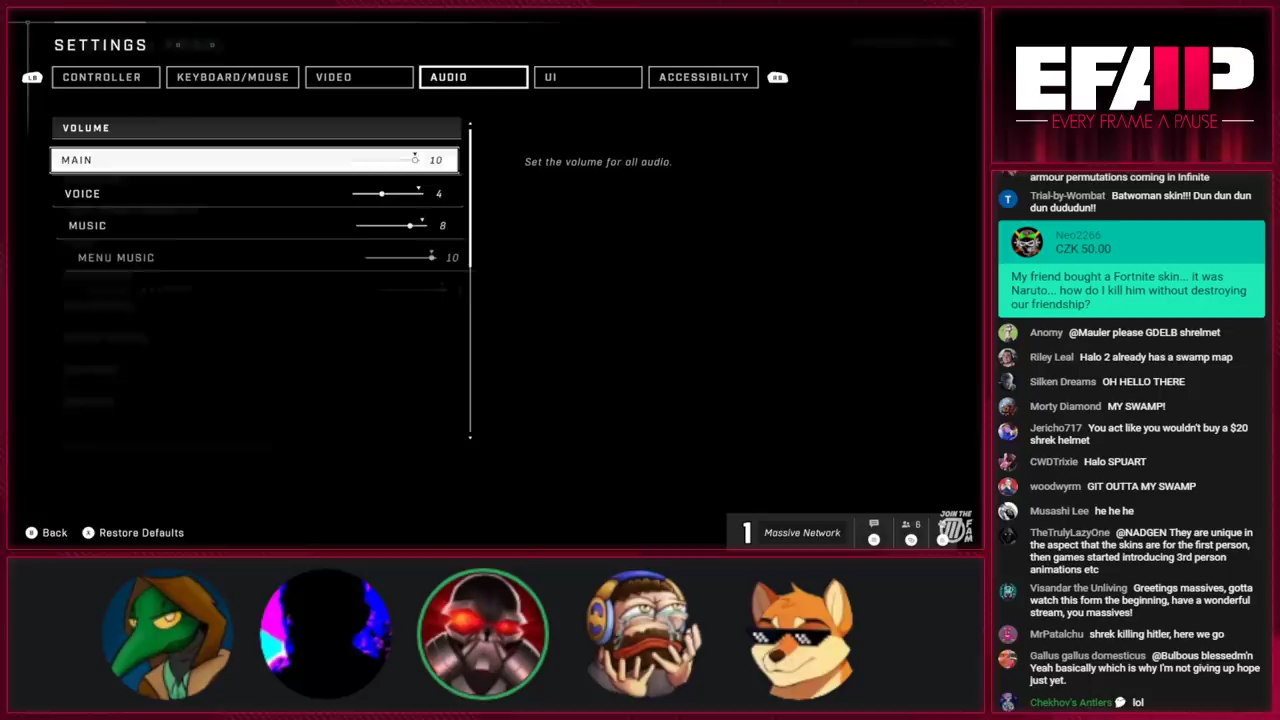 SETTINGS
LB
CONTROLLER
KEYBOARD/MOUSE
VIDEO
AUDIO
UI
ACCESSIBILITY
RB
VOLUME
MAIN 10
Set the volume for all audio.
VOICE 4
MUSIC 8
MENU MUSIC 10
Back
X Restore Defaults
1 Massive Network
6
JOIN THE
FAM
EFAP
EVERY FRAME A PAUSE
armour permutations coming in Infinite
T Trial-by-Wombat Batwoman skin!!! Dun dun dun
dun dududun!!
Neo2266
CZK 50.00
My friend bought a Fortnite skin... it was
Naruto... how do I kill him without destroying
our friendship?
Anomy @Mauler please GDELB shrelmet
Riley Leal Halo 2 already has a swamp map
Silken Dreams OH HELLO THERE
Morty Diamond MY SWAMP!
Jericho717 You act like you wouldn't buy a $20
shrek helmet
CWDTrixie Halo SPUART
woodwyrm GIT OUTTA MY SWAMP
Musashi Lee he he he
TheTrulyLazyOne @NADGEN They are unique in
the aspect that the skins are for the first person,
then games started introducing 3rd person
animations etc
Visandar the Unliving Greetings massives, gotta
watch this form the beginning, have a wonderful
stream, you massives!
MrPatalchu shrek killing hitler, here we go
Gallus gallus domesticus @Bulbous blessedm'n
Yeah basically which is why I'm not giving up hope
just yet.
Chekhov's Antlers lol